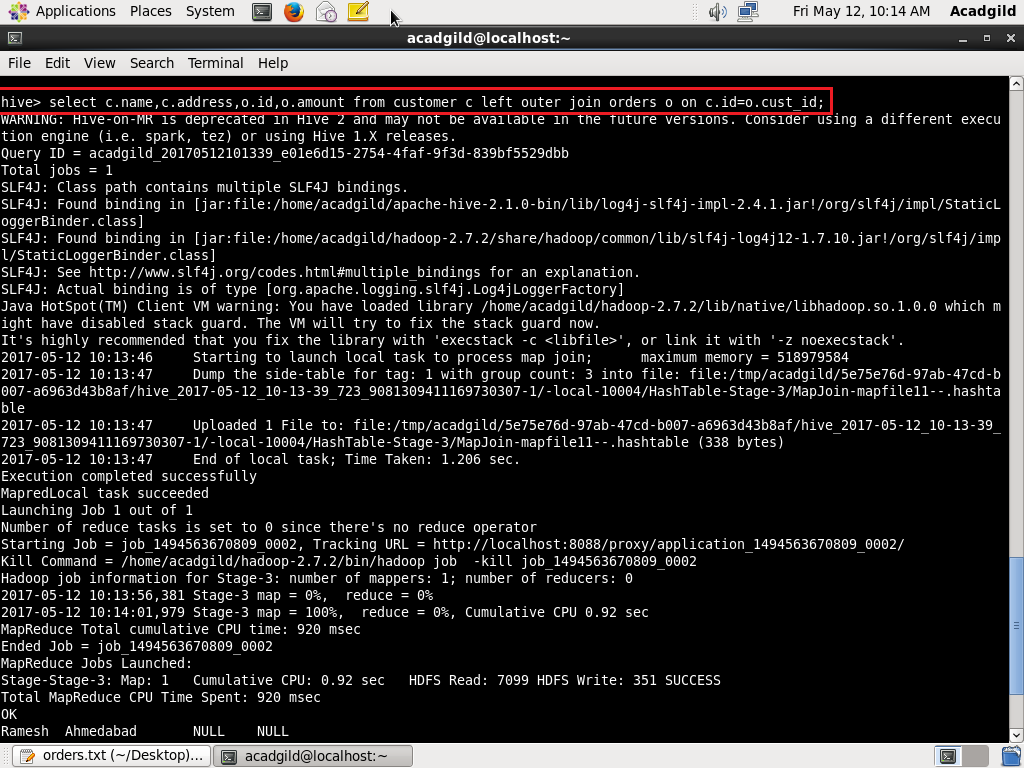 Applications Places System Fri May 12, 10:14 AM Acadgild
acadgild@localhost:~
File Edit View Search Terminal Help
hive> select c.name,c.address,o.id,o.amount from customer c left outer join orders o on c.id=o.cust_id;
WARNING: Hive-on-MR is deprecated in Hive 2 and may not be available in the future versions. Consider using a different execu
tion engine (i.e. spark, tez) or using Hive 1.X releases.
Query ID = acadgild_20170512101339_e01e6d15-2754-4faf-9f3d-839bf5529dbb
Total jobs = 1
SLF4J: Class path contains multiple SLF4J bindings.
SLF4J: Found binding in [jar:file:/home/acadgild/apache-hive-2.1.0-bin/lib/log4j-slf4j-impl-2.4.1.jar!/org/slf4j/impl/StaticL
oggerBinder.class]
SLF4J: Found binding in [jar:file:/home/acadgild/hadoop-2.7.2/share/hadoop/common/lib/slf4j-log4j12-1.7.10.jar!/org/slf4j/imp
l/StaticLoggerBinder.class]
SLF4J: See http://www.slf4j.org/codes.html#multiple_bindings for an explanation.
SLF4J: Actual binding is of type [org.apache.logging.slf4j.Log4jLoggerFactory]
Java HotSpot(TM) Client VM warning: You have loaded library /home/acadgild/hadoop-2.7.2/lib/native/libhadoop.so.1.0.0 which m
ight have disabled stack guard. The VM will try to fix the stack guard now.
It's highly recommended that you fix the library with 'execstack -c <libfile>', or link it with '-z noexecstack'.
2017-05-12 10:13:46 Starting to launch local task to process map join; maximum memory = 518979584
2017-05-12 10:13:47 Dump the side-table for tag: 1 with group count: 3 into file: file:/tmp/acadgild/5e75e76d-97ab-47cd-b
007-a6963d43b8af/hive_2017-05-12_10-13-39_723_9081309411169730307-1/-local-10004/HashTable-Stage-3/MapJoin-mapfile11--.hashta
ble
2017-05-12 10:13:47 Uploaded 1 File to: file:/tmp/acadgild/5e75e76d-97ab-47cd-b007-a6963d43b8af/hive_2017-05-12_10-13-39_
723_9081309411169730307-1/-local-10004/HashTable-Stage-3/MapJoin-mapfile11--.hashtable (338 bytes)
2017-05-12 10:13:47 End of local task; Time Taken: 1.206 sec.
Execution completed successfully
MapredLocal task succeeded
Launching Job 1 out of 1
Number of reduce tasks is set to 0 since there's no reduce operator
Starting Job = job_1494563670809_0002, Tracking URL = http://localhost:8088/proxy/application_1494563670809_0002/
Kill Command = /home/acadgild/hadoop-2.7.2/bin/hadoop job  -kill job_1494563670809_0002
Hadoop job information for Stage-3: number of mappers: 1; number of reducers: 0
2017-05-12 10:13:56,381 Stage-3 map = 0%,  reduce = 0%
2017-05-12 10:14:01,979 Stage-3 map = 100%,  reduce = 0%, Cumulative CPU 0.92 sec
MapReduce Total cumulative CPU time: 920 msec
Ended Job = job_1494563670809_0002
MapReduce Jobs Launched:
Stage-Stage-3: Map: 1   Cumulative CPU: 0.92 sec   HDFS Read: 7099 HDFS Write: 351 SUCCESS
Total MapReduce CPU Time Spent: 920 msec
OK
Ramesh Ahmedabad NULL NULL
orders.txt (~/Desktop)... acadgild@localhost:~